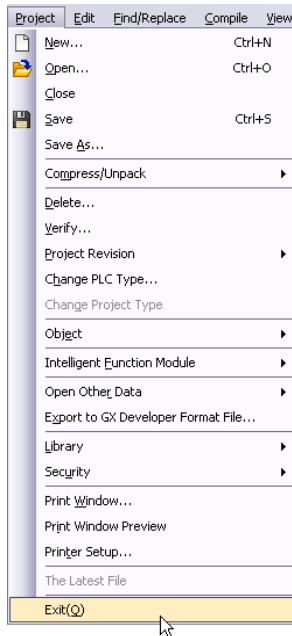 Project Edit Find/Replace Compile View
New... Ctrl+N
Open... Ctrl+O
Close
Save Ctrl+S
Save As...
Compress/Unpack
Delete...
Verify...
Project Revision
Change PLC Type...
Change Project Type
Object
Intelligent Function Module
Open Other Data
Export to GX Developer Format File...
Library
Security
Print Window...
Print Window Preview
Printer Setup...
The Latest File
Exit(Q)